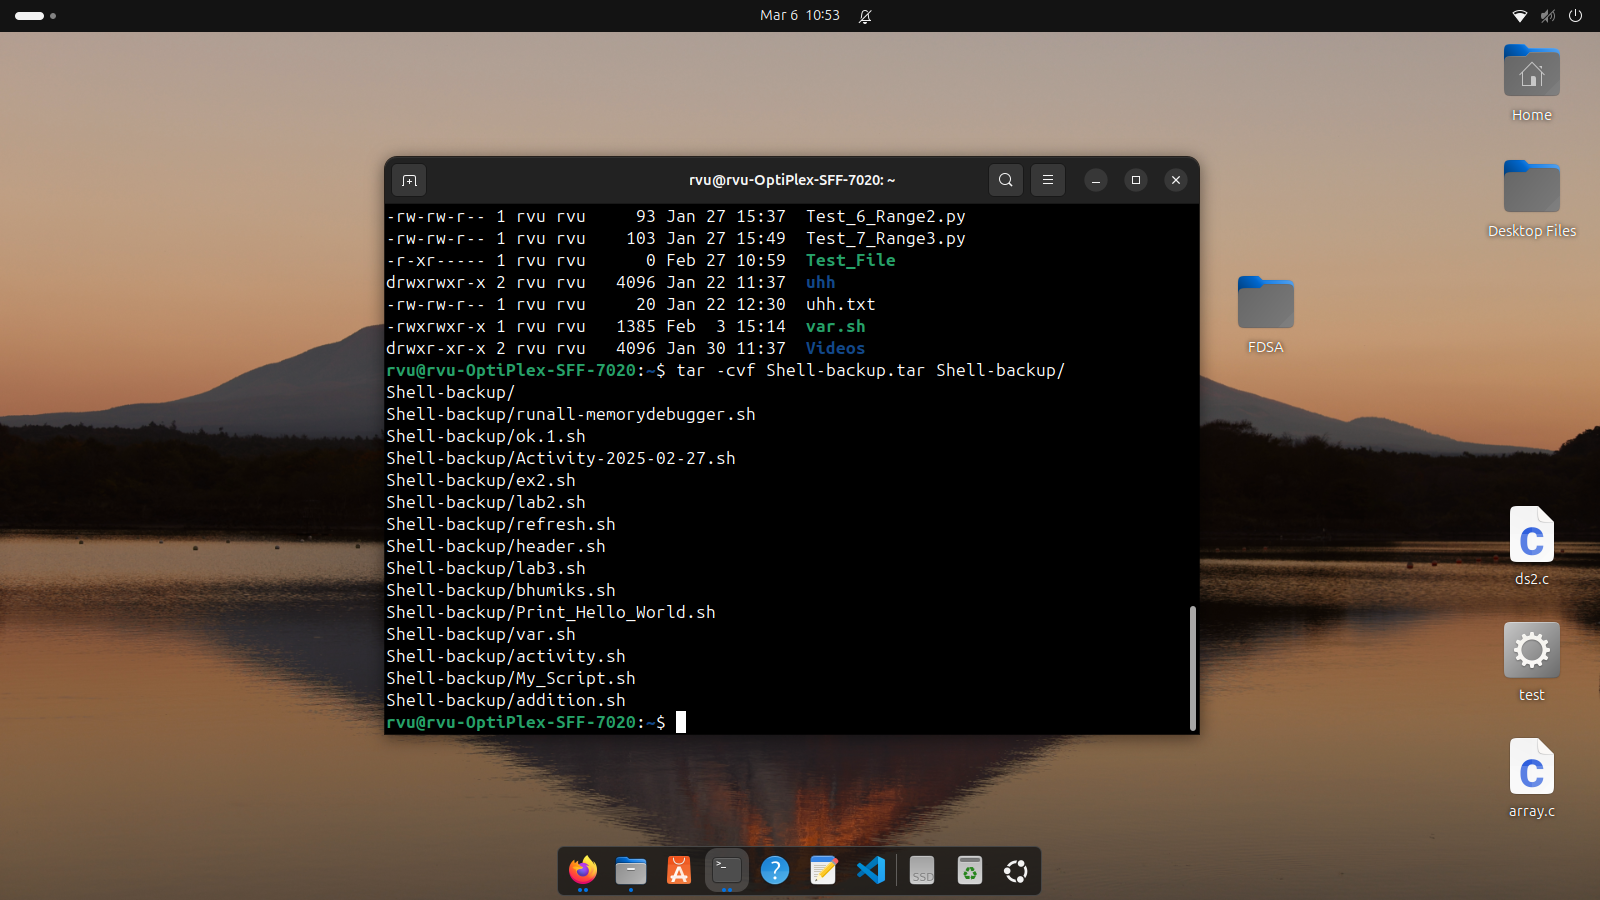 Mar 6 10:53
Home
Desktop Files
FDSA
ds2.c
test
array.c
rvu@rvu-OptiPlex-SFF-7020: ~
-rw-rw-r-- 1 rvu rvu     93 Jan 27 15:37  Test_6_Range2.py
-rw-rw-r-- 1 rvu rvu    103 Jan 27 15:49  Test_7_Range3.py
-r-xr----- 1 rvu rvu      0 Feb 27 10:59  Test_File
drwxrwxr-x 2 rvu rvu   4096 Jan 22 11:37  uhh
-rw-rw-r-- 1 rvu rvu     20 Jan 22 12:30  uhh.txt
-rwxrwxr-x 1 rvu rvu   1385 Feb  3 15:14  var.sh
drwxr-xr-x 2 rvu rvu   4096 Jan 30 11:37  Videos
rvu@rvu-OptiPlex-SFF-7020:~$ tar -cvf Shell-backup.tar Shell-backup/
Shell-backup/
Shell-backup/runall-memorydebugger.sh
Shell-backup/ok.1.sh
Shell-backup/Activity-2025-02-27.sh
Shell-backup/ex2.sh
Shell-backup/lab2.sh
Shell-backup/refresh.sh
Shell-backup/header.sh
Shell-backup/lab3.sh
Shell-backup/bhumiks.sh
Shell-backup/Print_Hello_World.sh
Shell-backup/var.sh
Shell-backup/activity.sh
Shell-backup/My_Script.sh
Shell-backup/addition.sh
rvu@rvu-OptiPlex-SFF-7020:~$
SSD